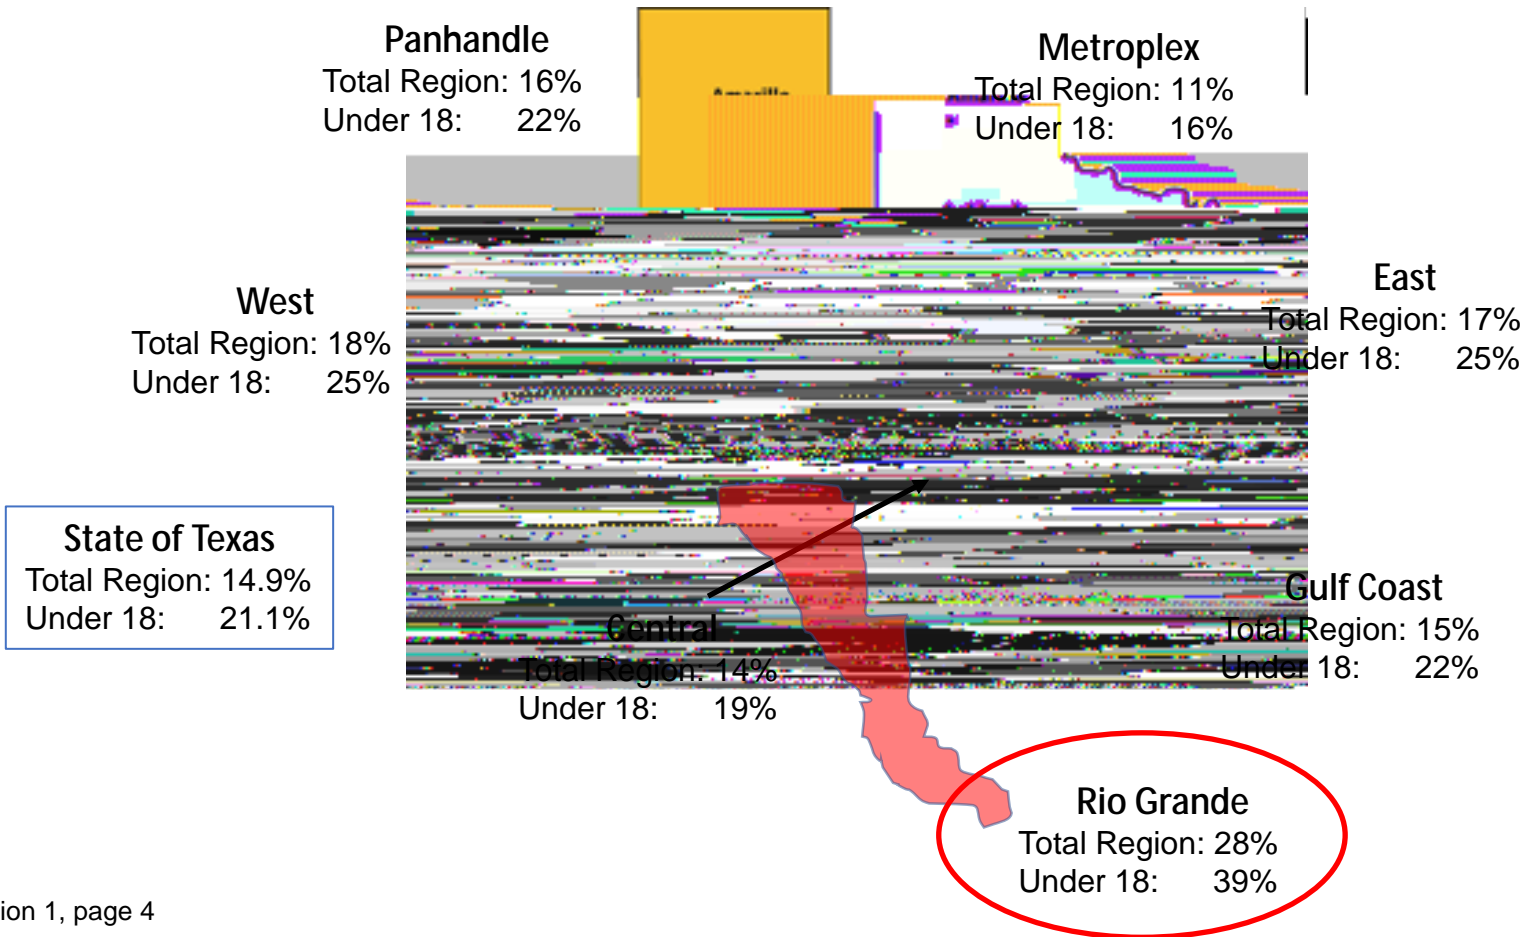 Panhandle
Total Region: 16%
Under 18: 22%
Metroplex
Total Region: 11%
Under 18: 16%
West
Total Region: 18%
Under 18: 25%
East
Total Region: 17%
Under 18: 25%
State of Texas
Total Region: 14.9%
Under 18: 21.1%
Central
Total Region: 14%
Under 18: 19%
Gulf Coast
Total Region: 15%
Under 18: 22%
Rio Grande
Total Region: 28%
Under 18: 39%
ion 1, page 4